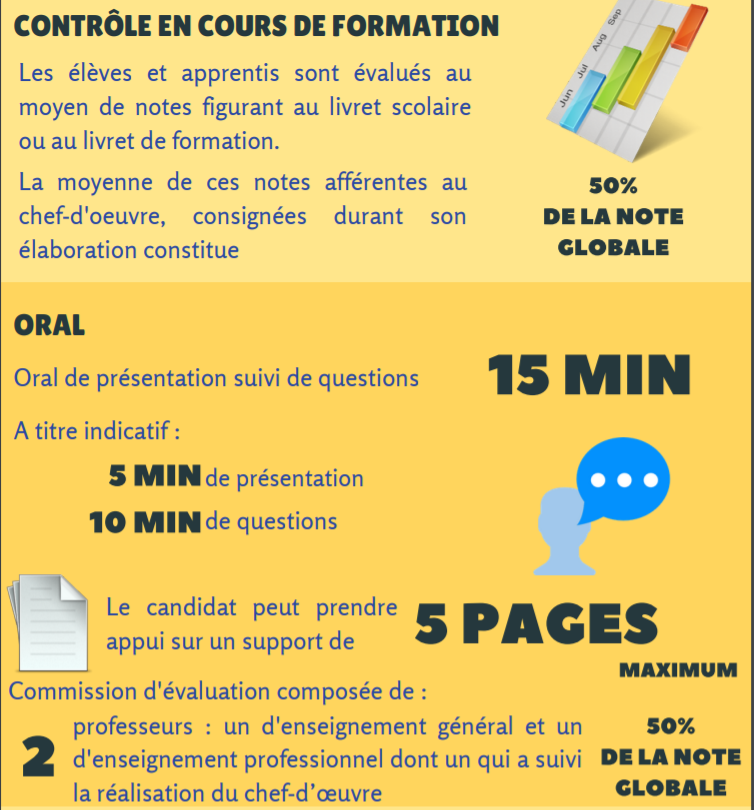 CONTRÔLE EN COURS DE FORMATION
Les élèves et apprentis sont évalués au
moyen de notes figurant au livret scolaire
ou au livret de formation.
La moyenne de ces notes afférentes au
chef-d'oeuvre, consignées durant son
élaboration constitue
Jun Jul Aug Sep
50%
DE LA NOTE
GLOBALE
ORAL
Oral de présentation suivi de questions
15 MIN
A titre indicatif :
5 MIN de présentation
10 MIN de questions
Le candidat peut prendre
appui sur un support de
5 PAGES
MAXIMUM
Commission d'évaluation composée de :
2
professeurs : un d'enseignement général et un
d'enseignement professionnel dont un qui a suivi
la réalisation du chef-d’œuvre
50%
DE LA NOTE
GLOBALE